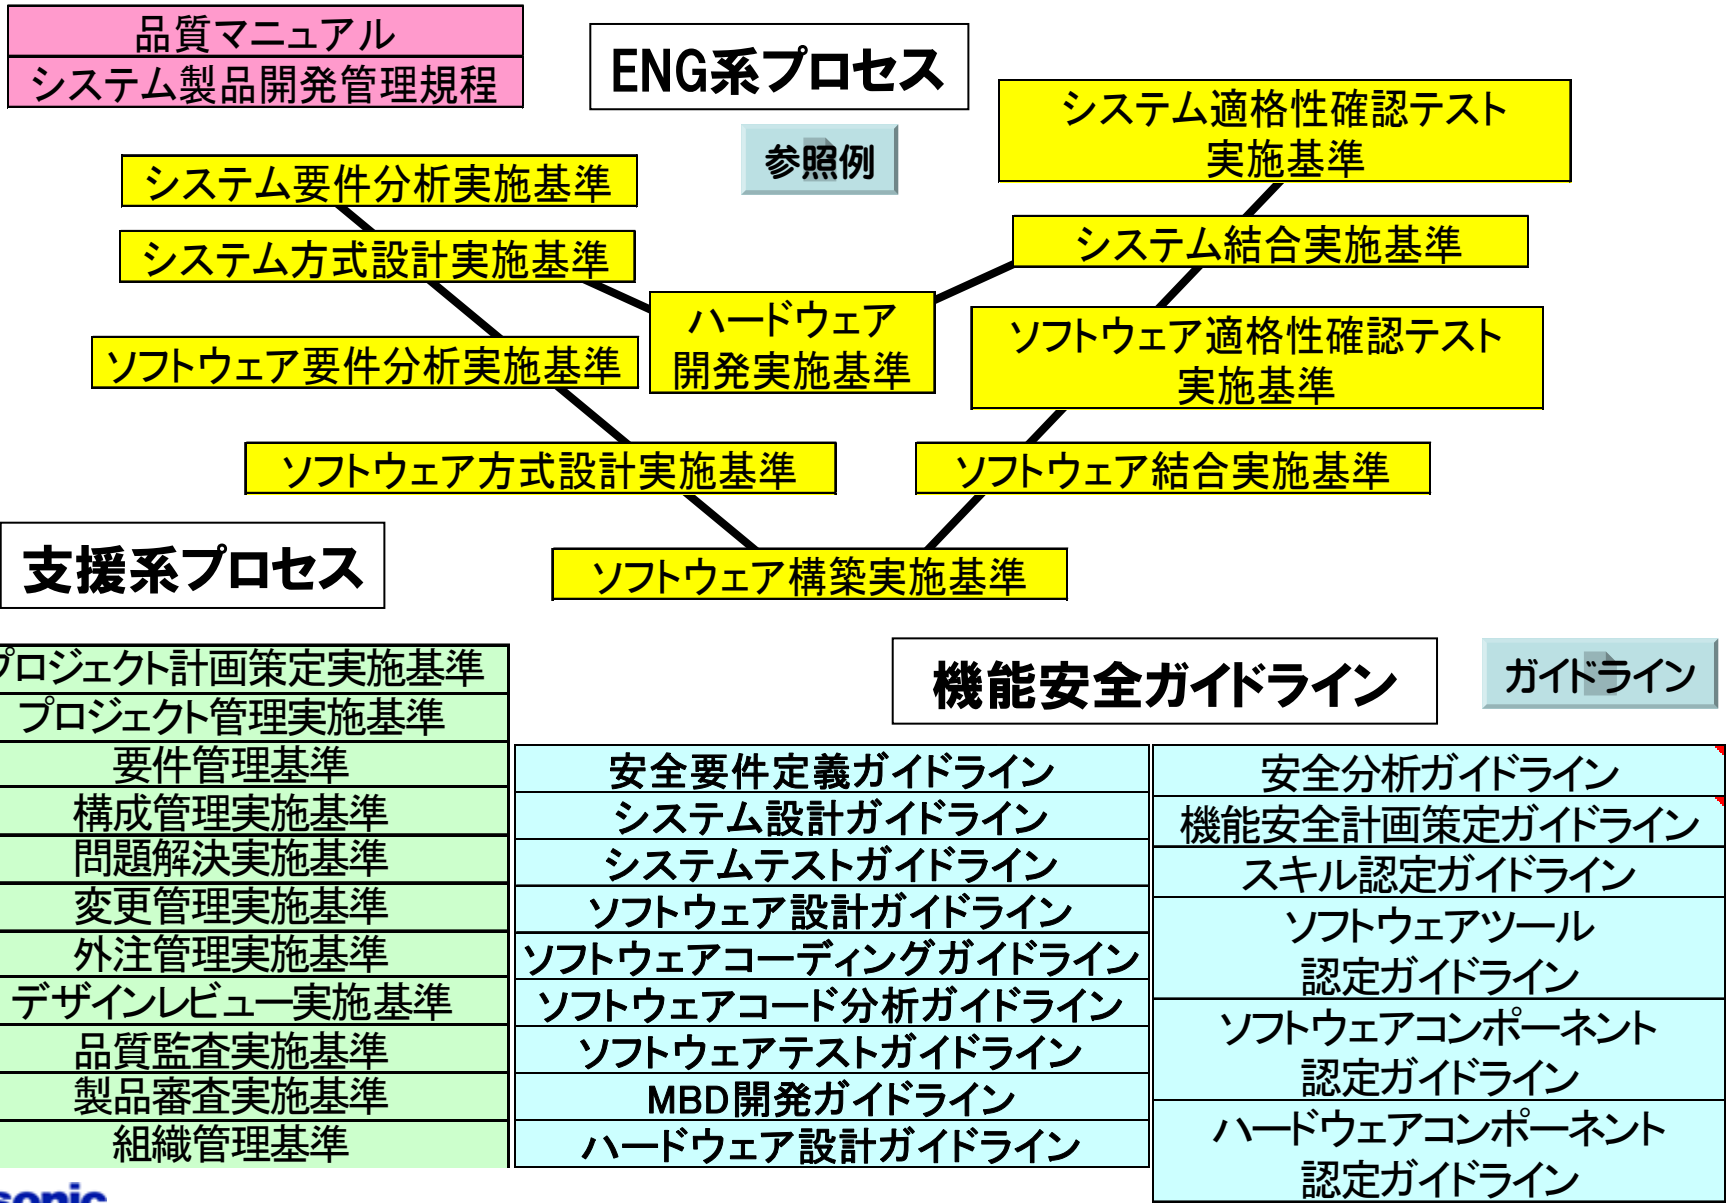 品質マニュアル
システム製品開発管理規程
ENG系プロセス
参照例
システム適格性確認テスト
実施基準
システム要件分析実施基準
システム方式設計実施基準
システム結合実施基準
ハードウェア
開発実施基準
ソフトウェア要件分析実施基準
ソフトウェア適格性確認テスト
実施基準
ソフトウェア方式設計実施基準
ソフトウェア結合実施基準
ソフトウェア構築実施基準
支援系プロセス
プロジェクト計画策定実施基準
プロジェクト管理実施基準
要件管理基準
構成管理実施基準
問題解決実施基準
変更管理実施基準
外注管理実施基準
デザインレビュー実施基準
品質監査実施基準
製品審査実施基準
組織管理基準
機能安全ガイドライン
ガイドライン
安全要件定義ガイドライン
システム設計ガイドライン
システムテストガイドライン
ソフトウェア設計ガイドライン
ソフトウェアコーディングガイドライン
ソフトウェアコード分析ガイドライン
ソフトウェアテストガイドライン
MBD開発ガイドライン
ハードウェア設計ガイドライン
安全分析ガイドライン
機能安全計画策定ガイドライン
スキル認定ガイドライン
ソフトウェアツール
認定ガイドライン
ソフトウェアコンポーネント
認定ガイドライン
ハードウェアコンポーネント
認定ガイドライン
sonic